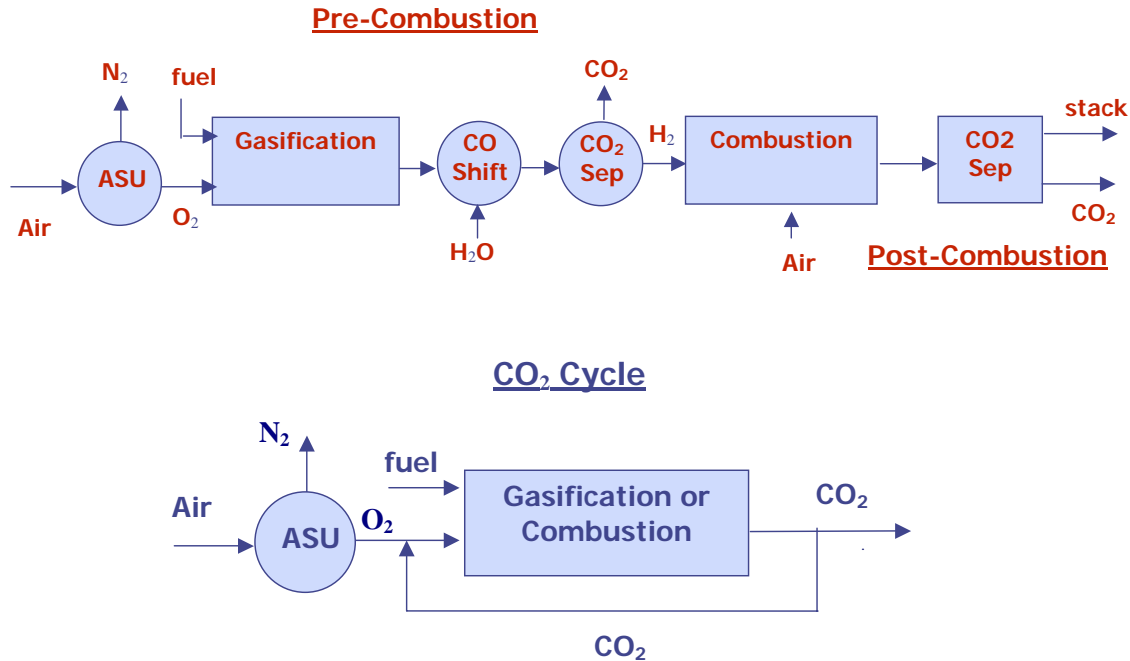 Pre-Combustion
N₂
fuel
CO₂
stack
Gasification
H₂
Combustion
CO
Shift
CO₂
Sep
CO2
Sep
ASU
Air
O₂
H₂O
Air
CO₂
Post-Combustion
CO₂ Cycle
N₂
fuel
Air
O₂
ASU
Gasification or
Combustion
CO₂
CO₂